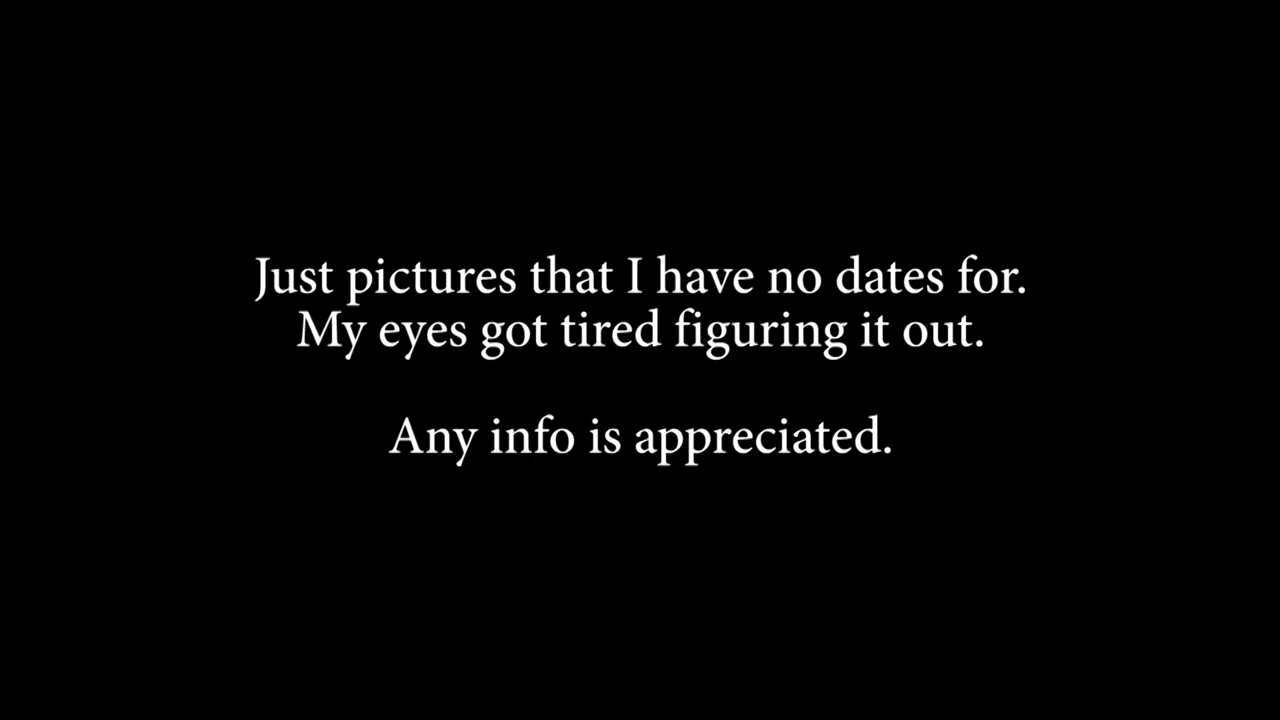 Just pictures that I have no dates for.
My eyes got tired figuring it out.
Any info is appreciated.